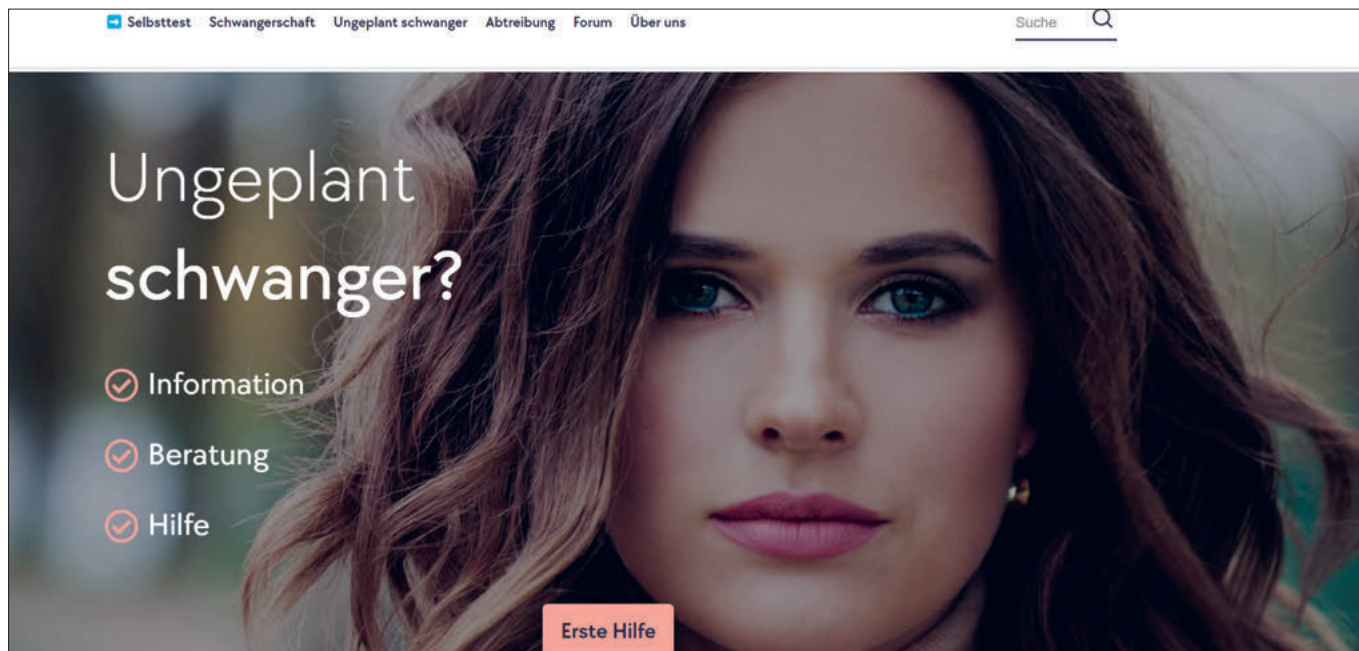 Selbsttest Schwangerschaft Ungeplant schwanger Abtreibung Forum Über uns Suche
Ungeplant
schwanger?
Information
Beratung
Hilfe
Erste Hilfe